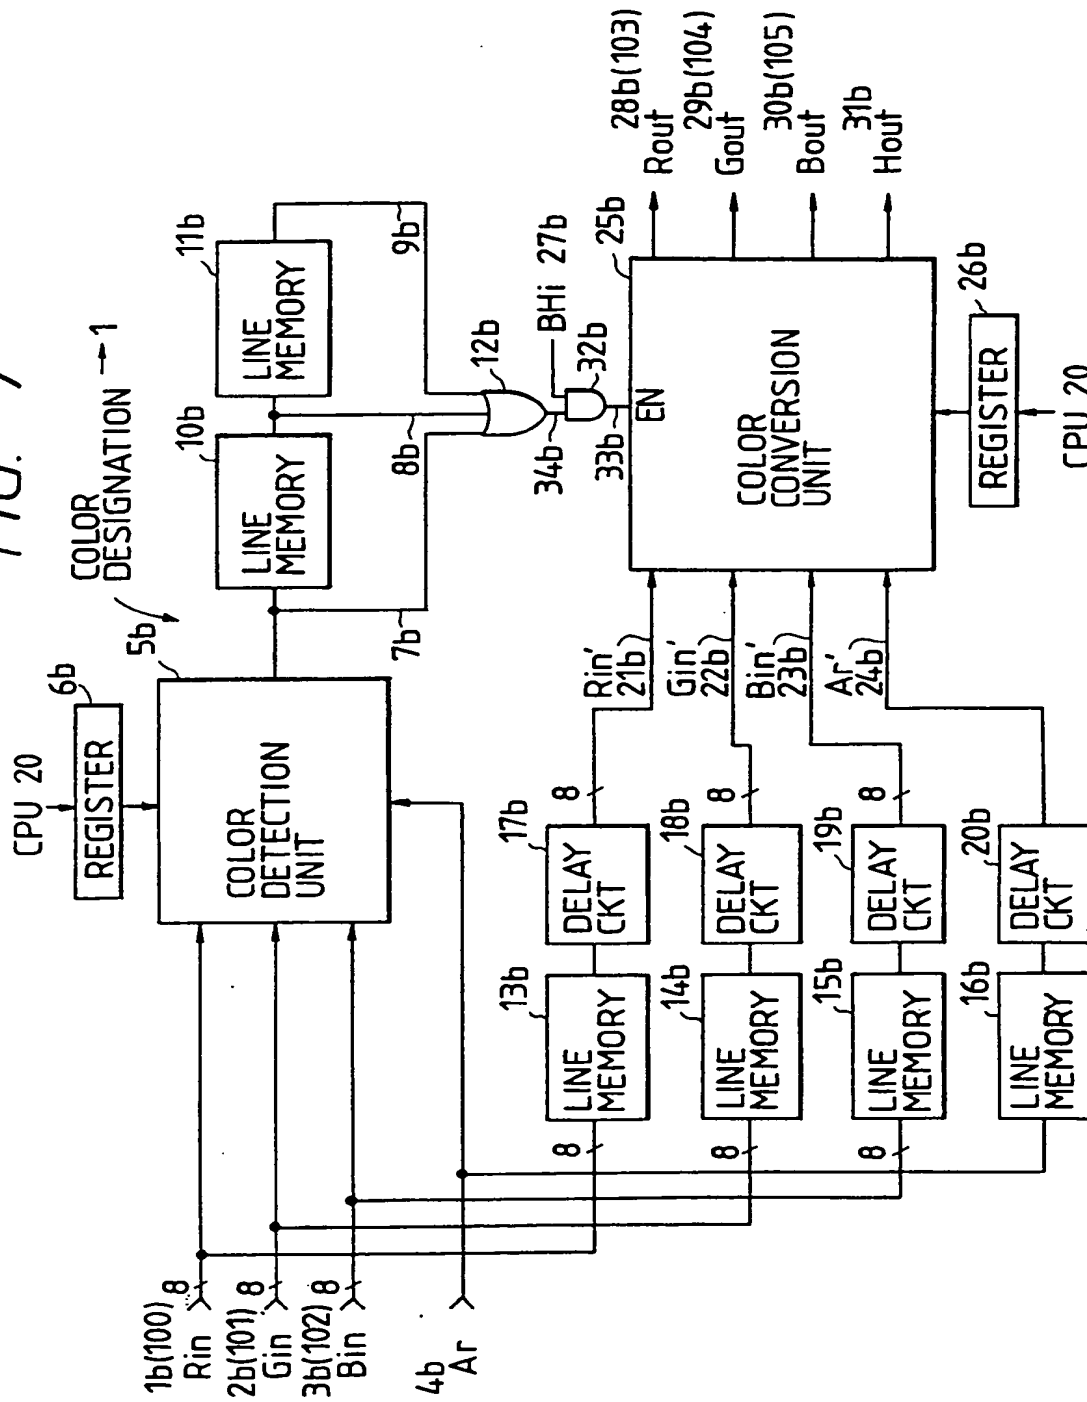 FIG. 7
COLOR
DESIGNATION → 1
CPU 20
6b
REGISTER
5b
COLOR
DETECTION
UNIT
10b
LINE
MEMORY
11b
LINE
MEMORY
7b
8b
9b
12b
34b
BHi 27b
32b
33b
1b(100)
Rin
8
2b(101)
Gin
8
3b(102)
Bin
8
4b
Ar
8
13b
LINE
MEMORY
17b
DELAY
CKT
8
Rin'
21b
8
14b
LINE
MEMORY
18b
DELAY
CKT
8
Gin'
22b
8
15b
LINE
MEMORY
19b
DELAY
CKT
8
Bin'
23b
16b
LINE
MEMORY
20b
DELAY
CKT
Ar'
24b
EN
25b
COLOR
CONVERSION
UNIT
28b(103)
Rout
29b(104)
Gout
30b(105)
Bout
31b
Hout
26b
REGISTER
CPU 20